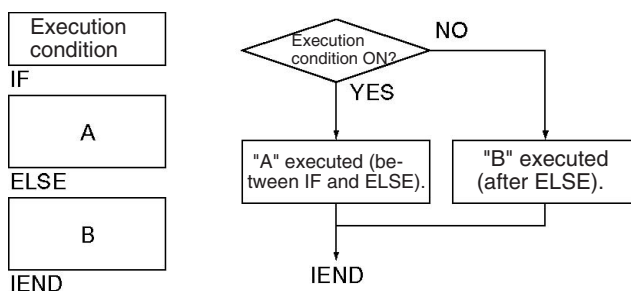 Execution
condition
IF
A
ELSE
B
IEND
Execution
condition ON?
NO
YES
"A" executed (be-
tween IF and ELSE).
"B" executed
(after ELSE).
IEND